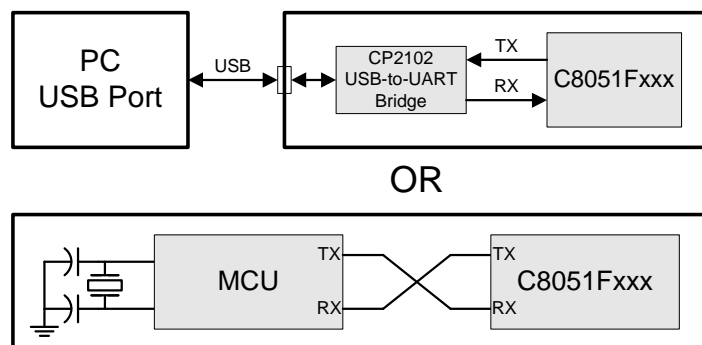 PC
USB Port
USB
CP2102
USB-to-UART
Bridge
TX
RX
C8051Fxxx
OR
MCU
TX
RX
TX
RX
C8051Fxxx